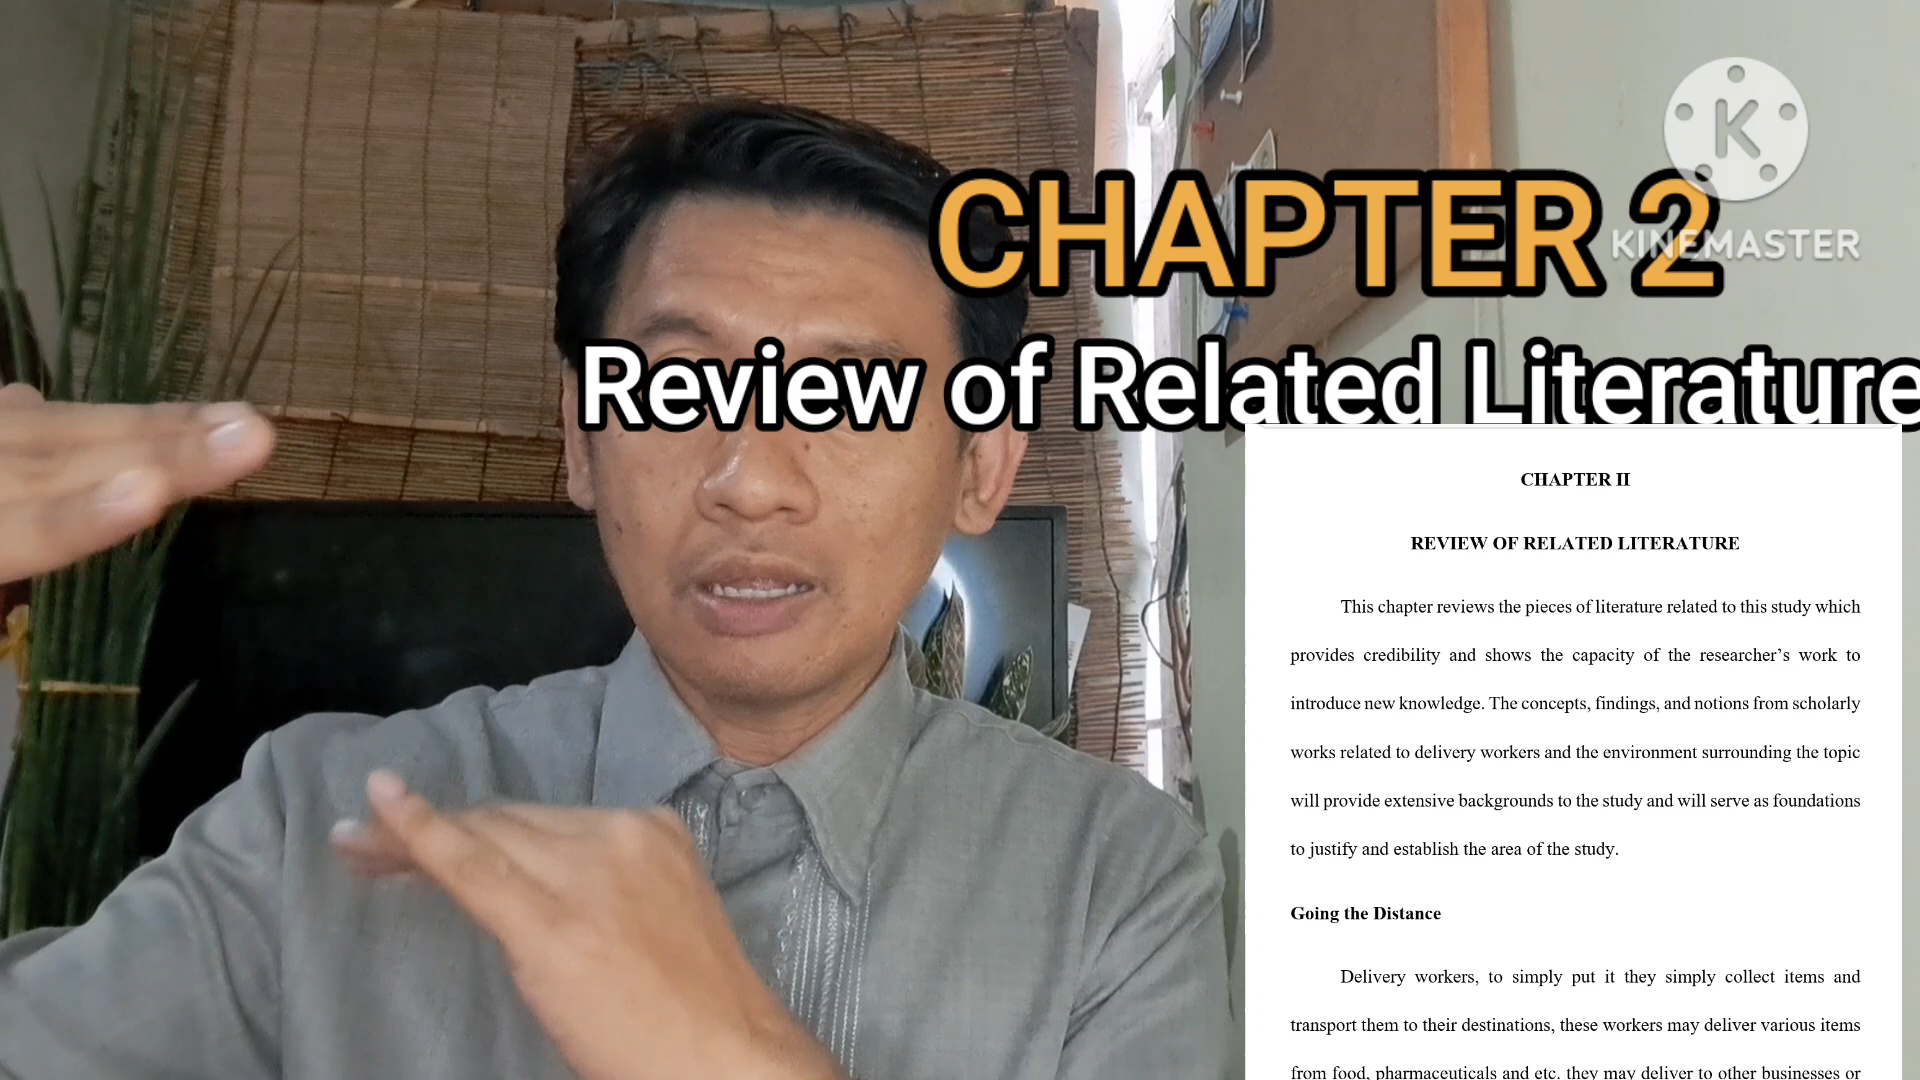 K
CHAPTER 2
KINEMASTER
Review of Related Literature
CHAPTER II
REVIEW OF RELATED LITERATURE
This chapter reviews the pieces of literature related to this study which
provides credibility and shows the capacity of the researcher’s work to
introduce new knowledge. The concepts, findings, and notions from scholarly
works related to delivery workers and the environment surrounding the topic
will provide extensive backgrounds to the study and will serve as foundations
to justify and establish the area of the study.
Going the Distance
Delivery workers, to simply put it they simply collect items and
transport them to their destinations, these workers may deliver various items
from food, pharmaceuticals and etc. they may deliver to other businesses or